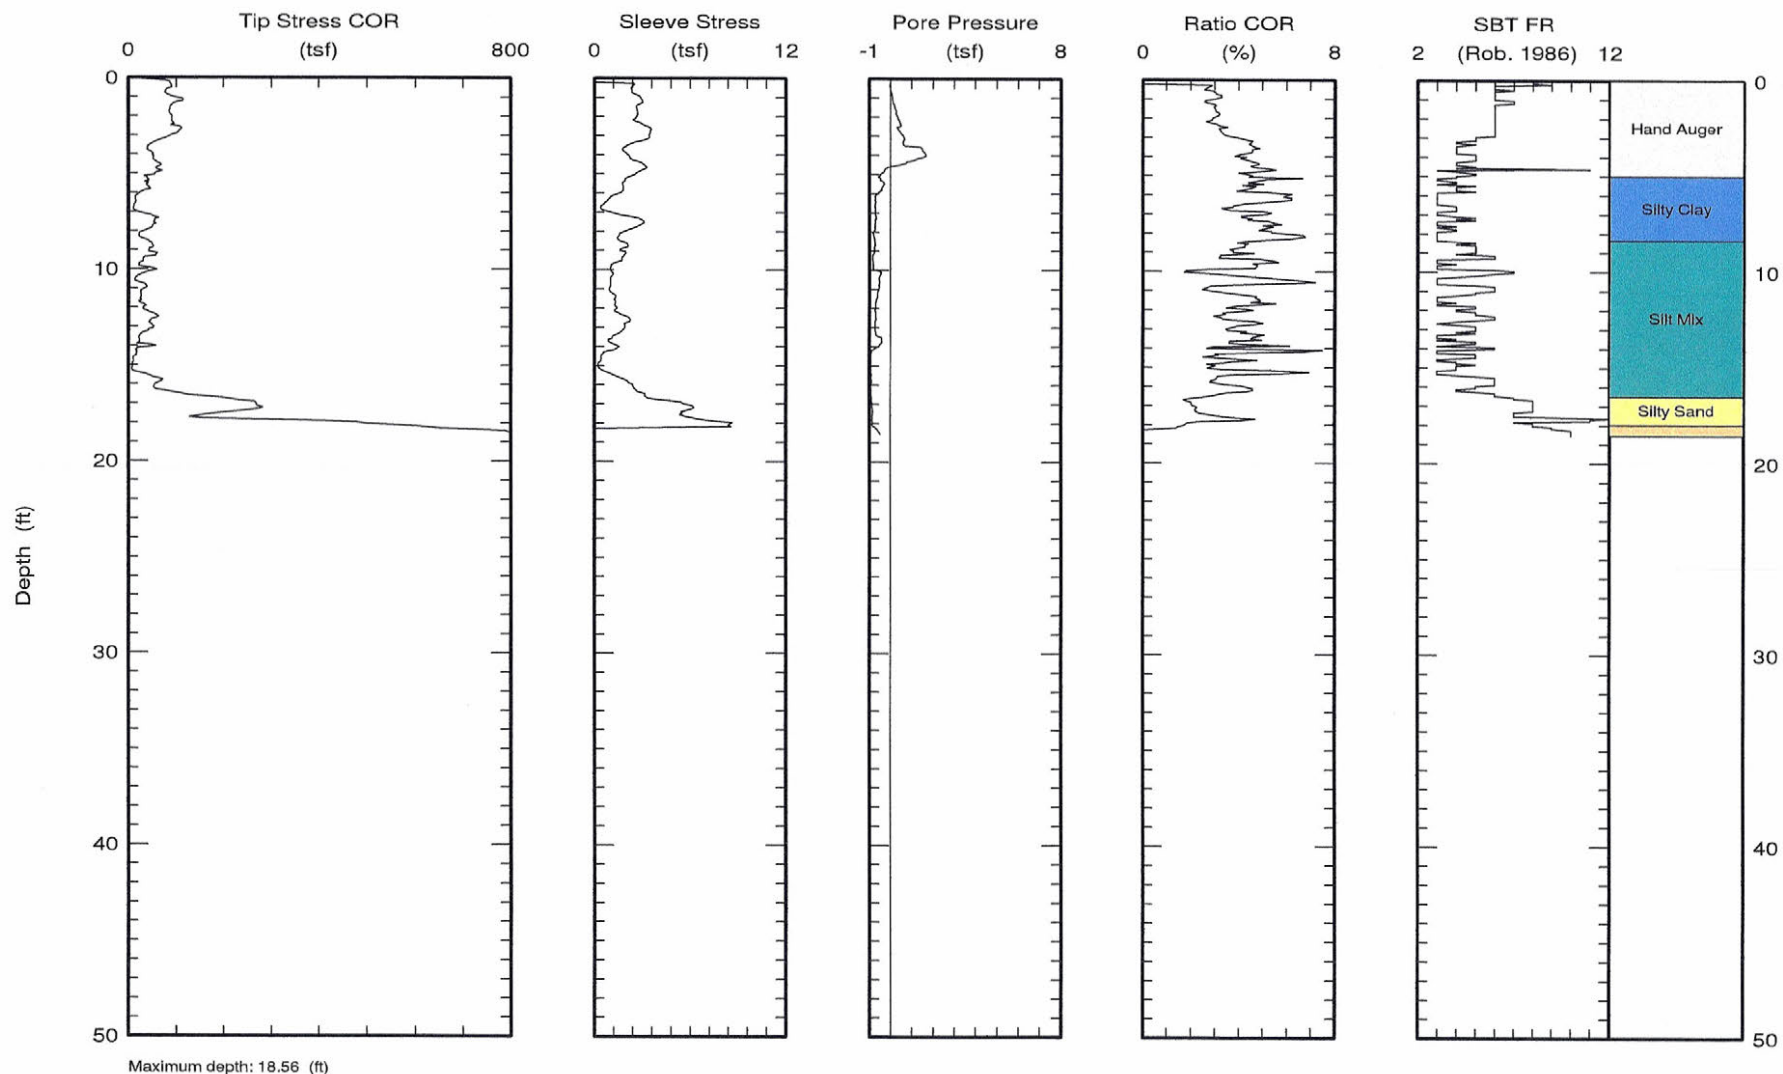 Tip Stress COR
(tsf)
0 800
Sleeve Stress
(tsf)
0 12
Pore Pressure
(tsf)
-1 8
Ratio COR
(%)
0 8
SBT FR
(Rob. 1986)
2 12
Depth (ft)
0
10
20
30
40
50
Hand Auger
Silty Clay
Silt Mix
Silty Sand
0
10
20
30
40
50
Maximum depth: 18.56 (ft)